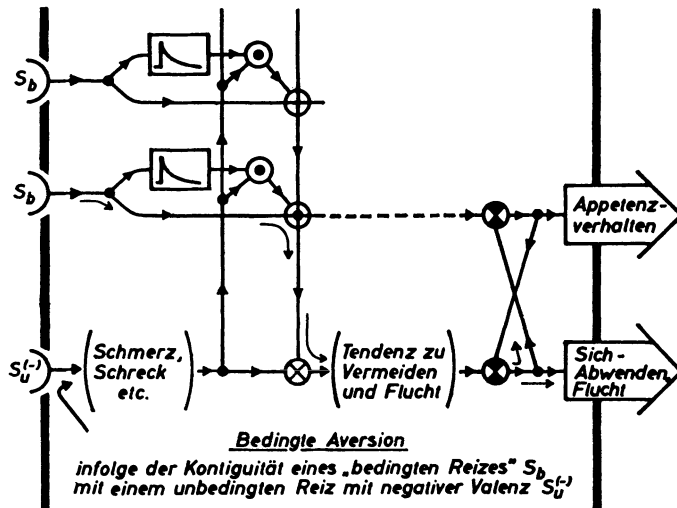 S_b
S_b
Appetenz-
verhalten
S_u^(-)
(Schmerz,
Schreck
etc.)
(Tendenz zu
Vermeiden
und Flucht)
Sich-
Abwenden,
Flucht
Bedingte Aversion
infolge der Kontiguität eines „bedingten Reizes" S_b
mit einem unbedingten Reiz mit negativer Valenz S_u^(-)